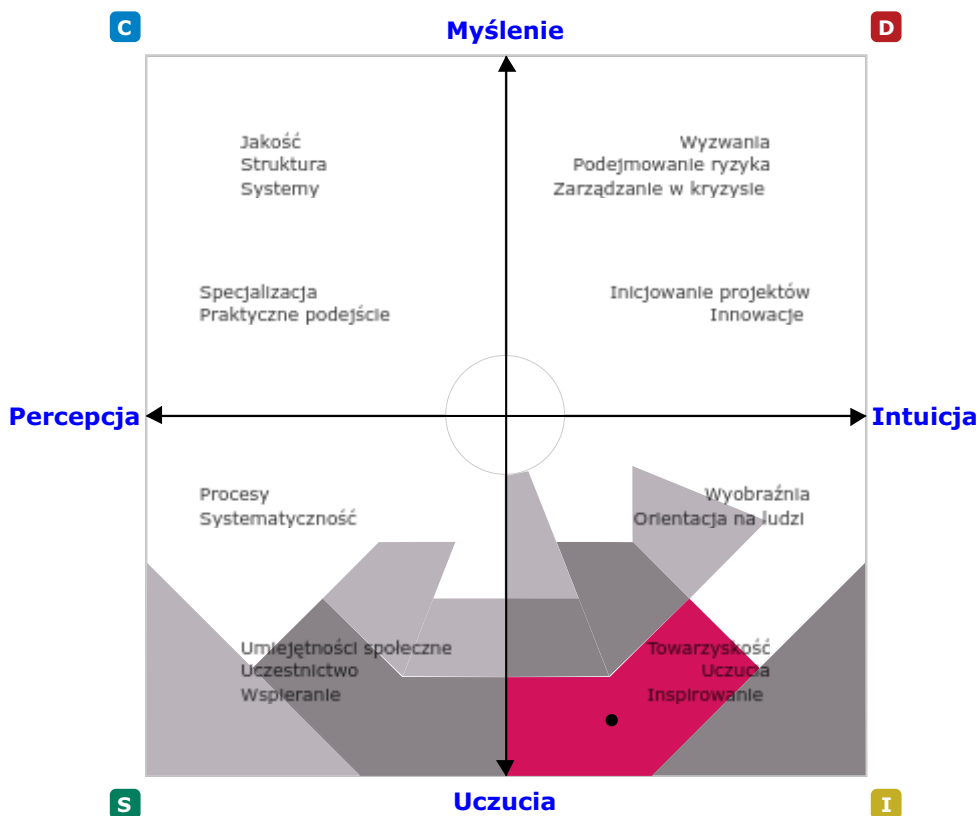 C
Myślenie
D
Jakość
Struktura
Systemy
Wyzwania
Podejmowanie ryzyka
Zarządzanie w kryzysie
Specjalizacja
Praktyczne podejście
Inicjowanie projektów
Innowacje
Percepcja
Intuicja
Procesy
Systematyczność
Wyobraźnia
Orientacja na ludzi
Umiejętności społeczne
Uczestnictwo
Wspieranie
Towarzyskość
Uczucia
Inspirowanie
S
Uczucia
I